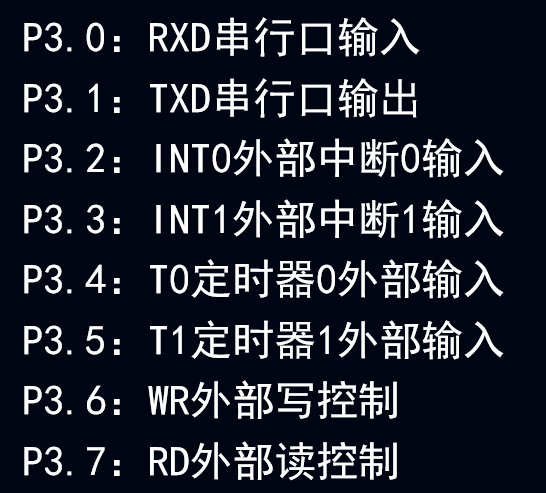 P3.0：RXD串行口输入
P3.1：TXD串行口输出
P3.2：INT0外部中断0输入
P3.3：INT1外部中断1输入
P3.4：T0定时器0外部输入
P3.5：T1定时器1外部输入
P3.6：WR外部写控制
P3.7：RD外部读控制